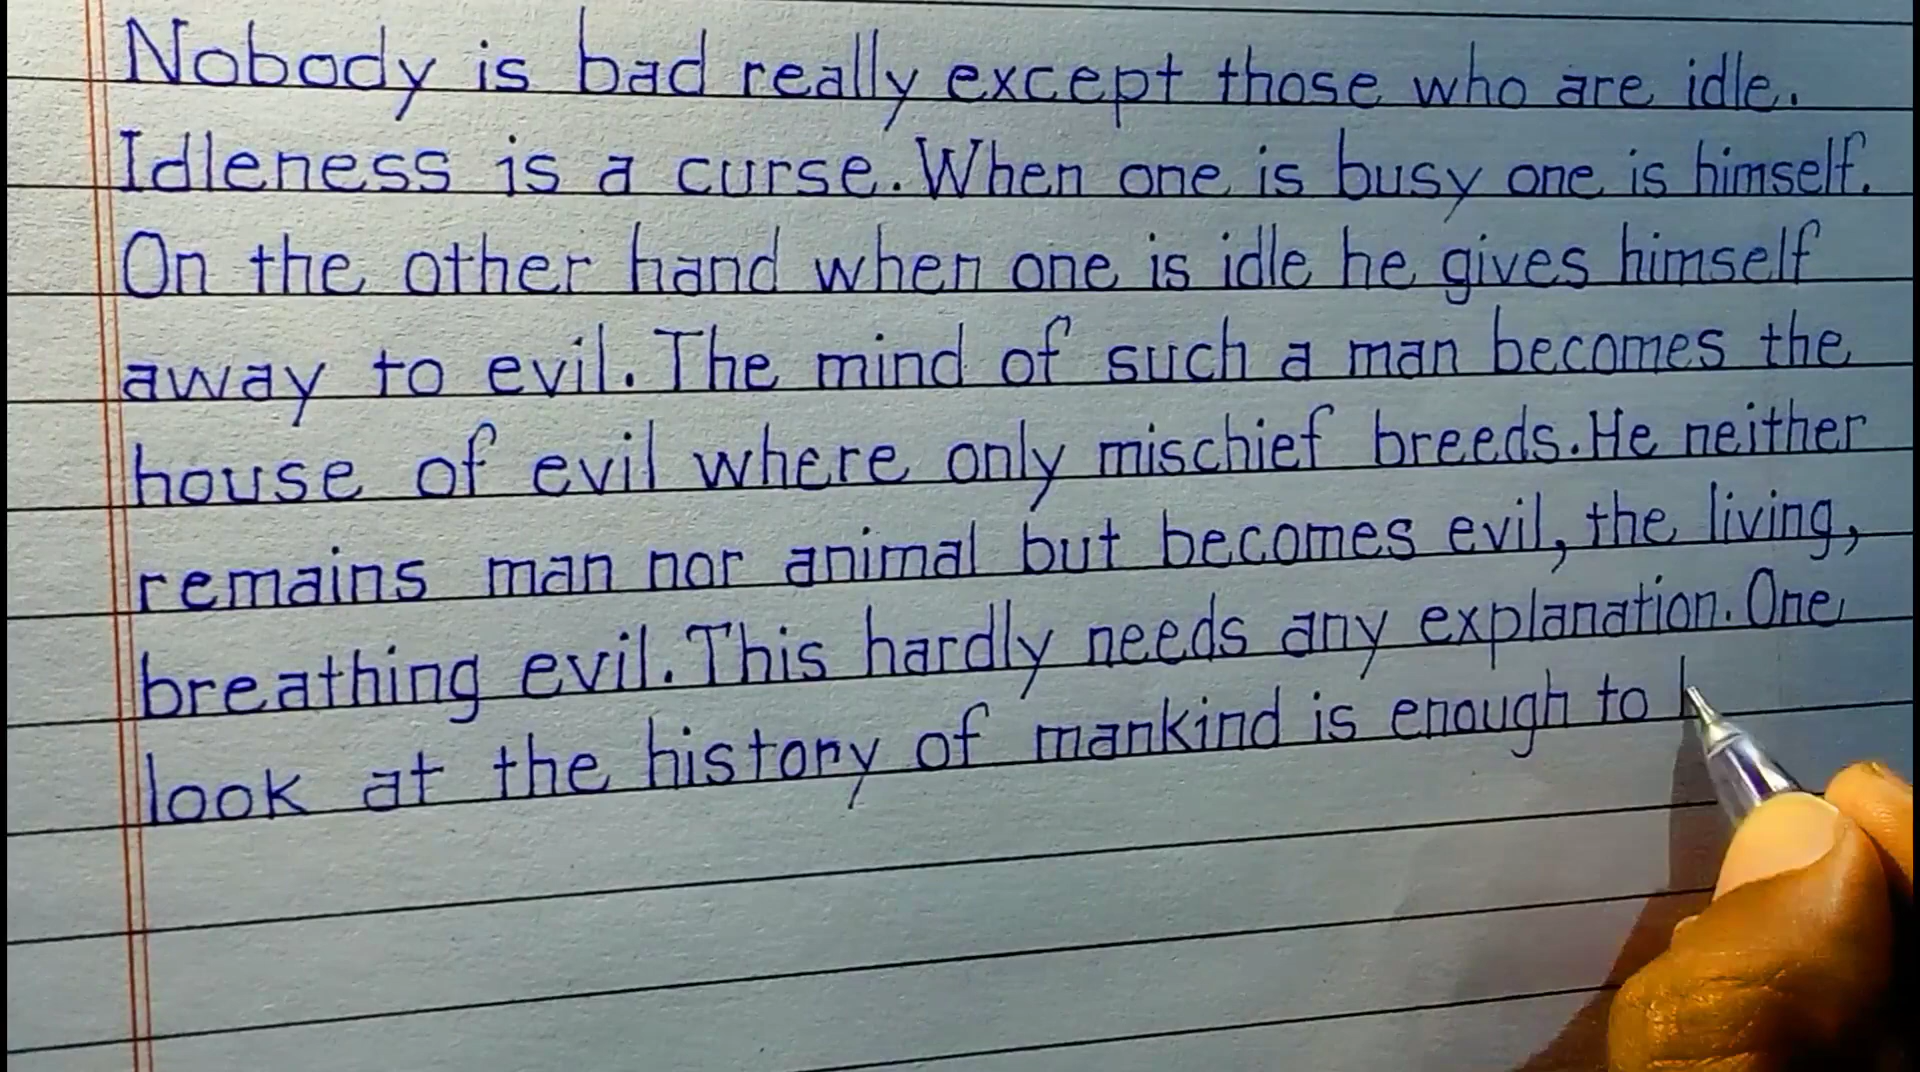 Nobody is bad really except those who are idle.
Idleness is a curse. When one is busy one is himself.
On the other hand when one is idle he gives himself
away to evil. The mind of such a man becomes the
house of evil where only mischief breeds. He neither
remains man nor animal but becomes evil, the living,
breathing evil. This hardly needs any explanation. One
look at the history of mankind is enough to